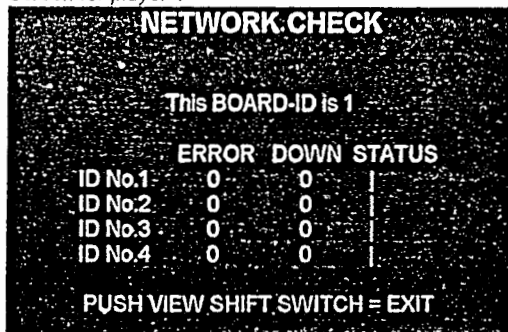 NETWORK CHECK
This BOARD-ID is 1
ERROR DOWN STATUS
ID No.1 0 0 |
ID No.2 0 0 |
ID No.3 0 0 |
ID No.4 0 0 |
PUSH VIEW SHIFT SWITCH = EXIT